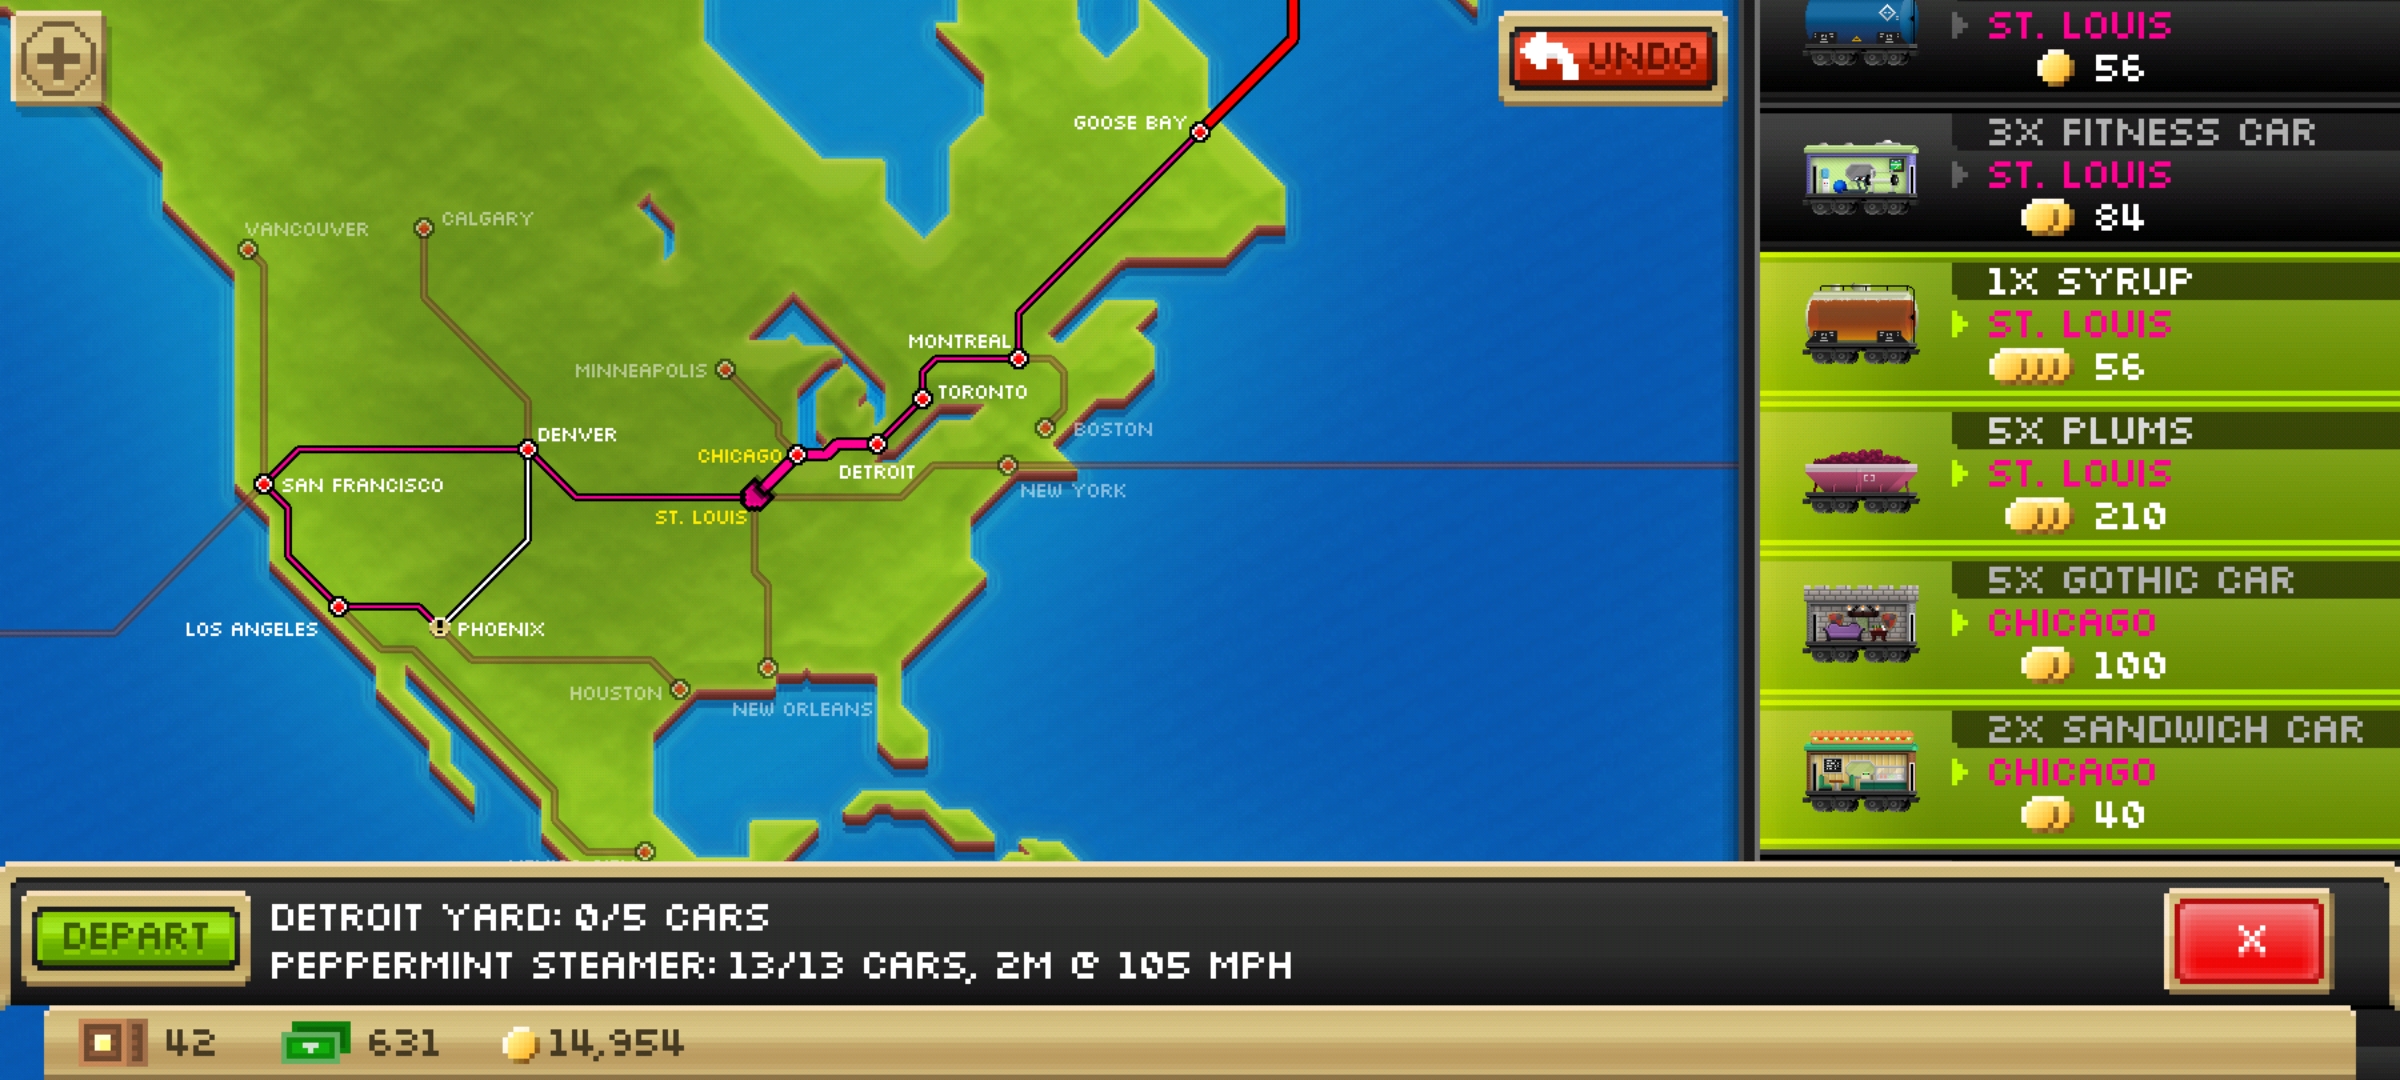 UNDO
GOOSE BAY
VANCOUVER
CALGARY
MONTREAL
MINNEAPOLIS
TORONTO
BOSTON
DENVER
CHICAGO
DETROIT
SAN FRANCISCO
NEW YORK
ST. LOUIS
LOS ANGELES
PHOENIX
HOUSTON
NEW ORLEANS
ST. LOUIS
56
3X FITNESS CAR
ST. LOUIS
84
1X SYRUP
ST. LOUIS
56
5X PLUMS
ST. LOUIS
210
5X GOTHIC CAR
CHICAGO
100
2X SANDWICH CAR
CHICAGO
40
DEPART
DETROIT YARD: 0/5 CARS
PEPPERMINT STEAMER: 13/13 CARS, 2M @ 105 MPH
X
42
631
14,954